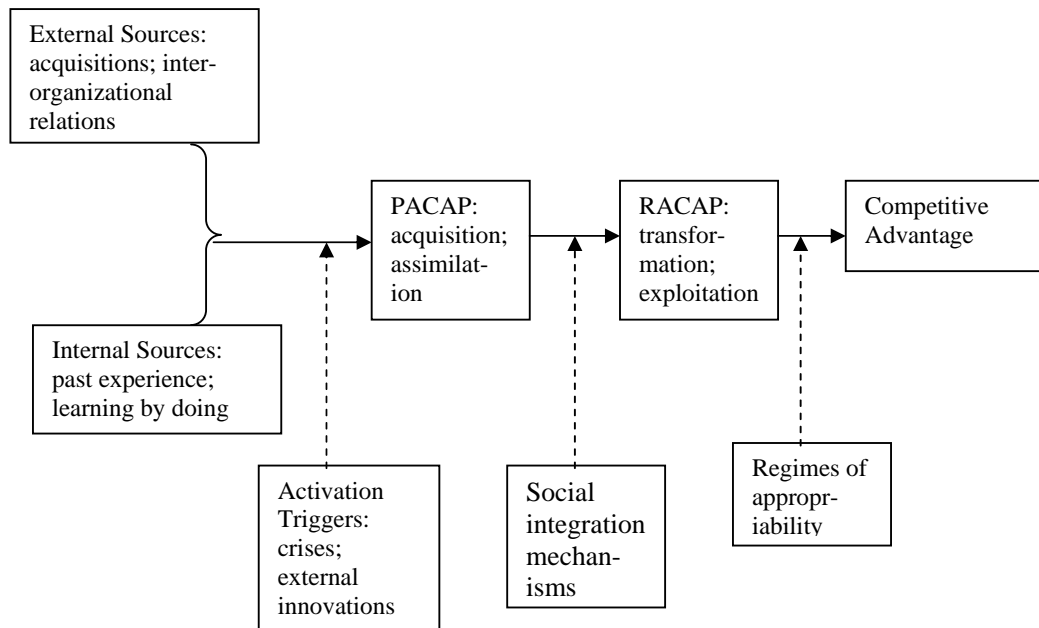 External Sources:
acquisitions; inter-
organizational
relations
PACAP:
acquisition;
assimilat-
ion
RACAP:
transfor-
mation;
exploitation
Competitive
Advantage
Internal Sources:
past experience;
learning by doing
Activation
Triggers:
crises;
external
innovations
Social
integration
mechan-
isms
Regimes of
appropr-
iability